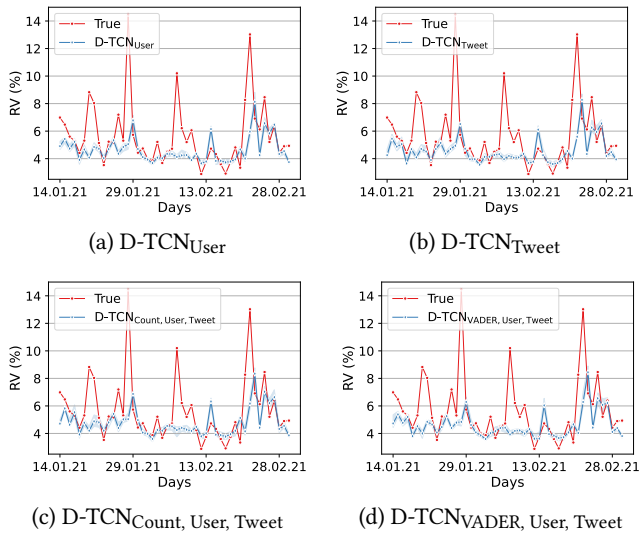 True
D-TCN_User
RV (%)
14
12
10
8
6
4
14.01.21 29.01.21 13.02.21 28.02.21
Days
(a) D-TCN_User
True
D-TCN_Tweet
RV (%)
14
12
10
8
6
4
14.01.21 29.01.21 13.02.21 28.02.21
Days
(b) D-TCN_Tweet
True
D-TCN_Count, User, Tweet
RV (%)
14
12
10
8
6
4
14.01.21 29.01.21 13.02.21 28.02.21
Days
(c) D-TCN_Count, User, Tweet
True
D-TCN_VADER, User, Tweet
RV (%)
14
12
10
8
6
4
14.01.21 29.01.21 13.02.21 28.02.21
Days
(d) D-TCN_VADER, User, Tweet